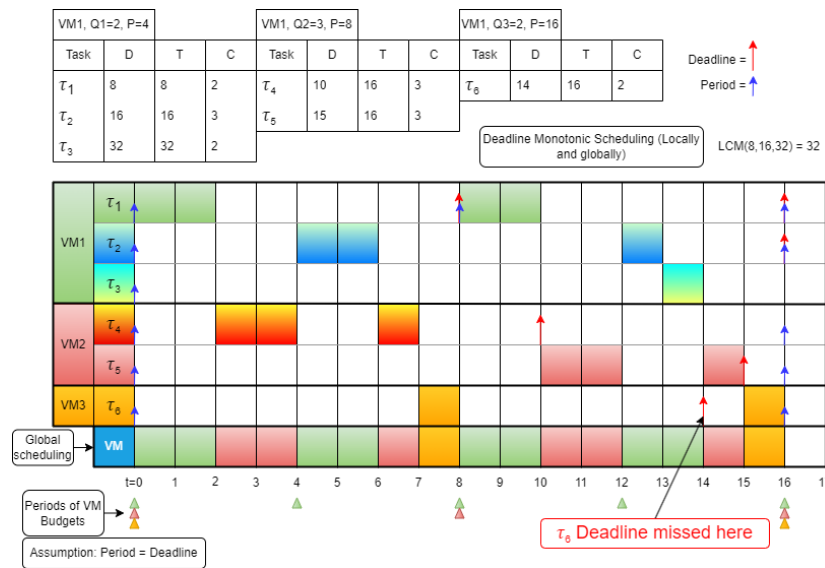 VM1, Q1=2, P=4 VM1, Q2=3, P=8 VM1, Q3=2, P=16
Task D T C Task D T C Task D T C
τ1 8 8 2 τ4 10 16 3 τ6 14 16 2
τ2 16 16 3 τ5 15 16 3
τ3 32 32 2
Deadline =
Period =
Deadline Monotonic Scheduling (Locally
and globally)
LCM(8,16,32) = 32
VM1
τ1
τ2
τ3
VM2
τ4
τ5
VM3 τ6
Global
scheduling
VM
t=0 1 2 3 4 5 6 7 8 9 10 11 12 13 14 15 16 1
Periods of VM
Budgets
τ6 Deadline missed here
Assumption: Period = Deadline